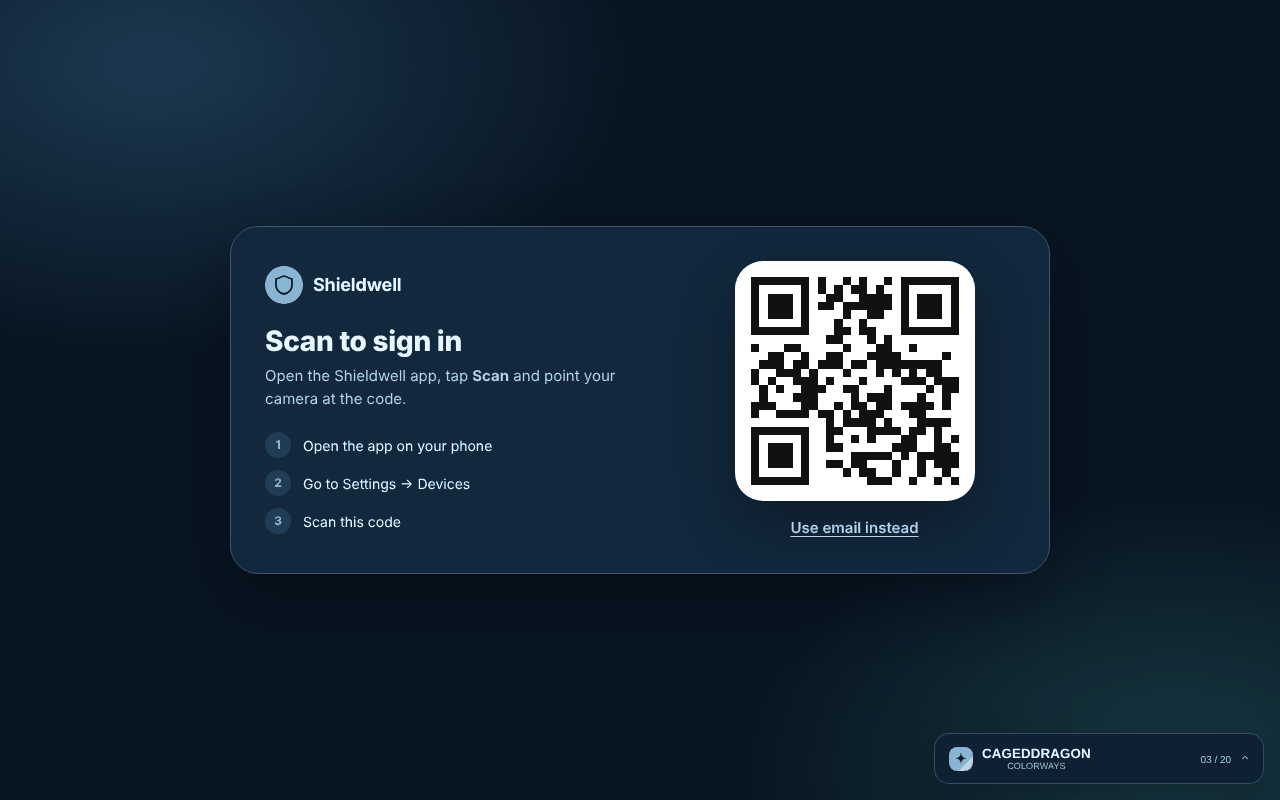 Shieldwell
Scan to sign in
Open the Shieldwell app, tap Scan and point your
camera at the code.
1 Open the app on your phone
2 Go to Settings → Devices
3 Scan this code
Use email instead
CAGEDDRAGON
COLORWAYS
03 / 20